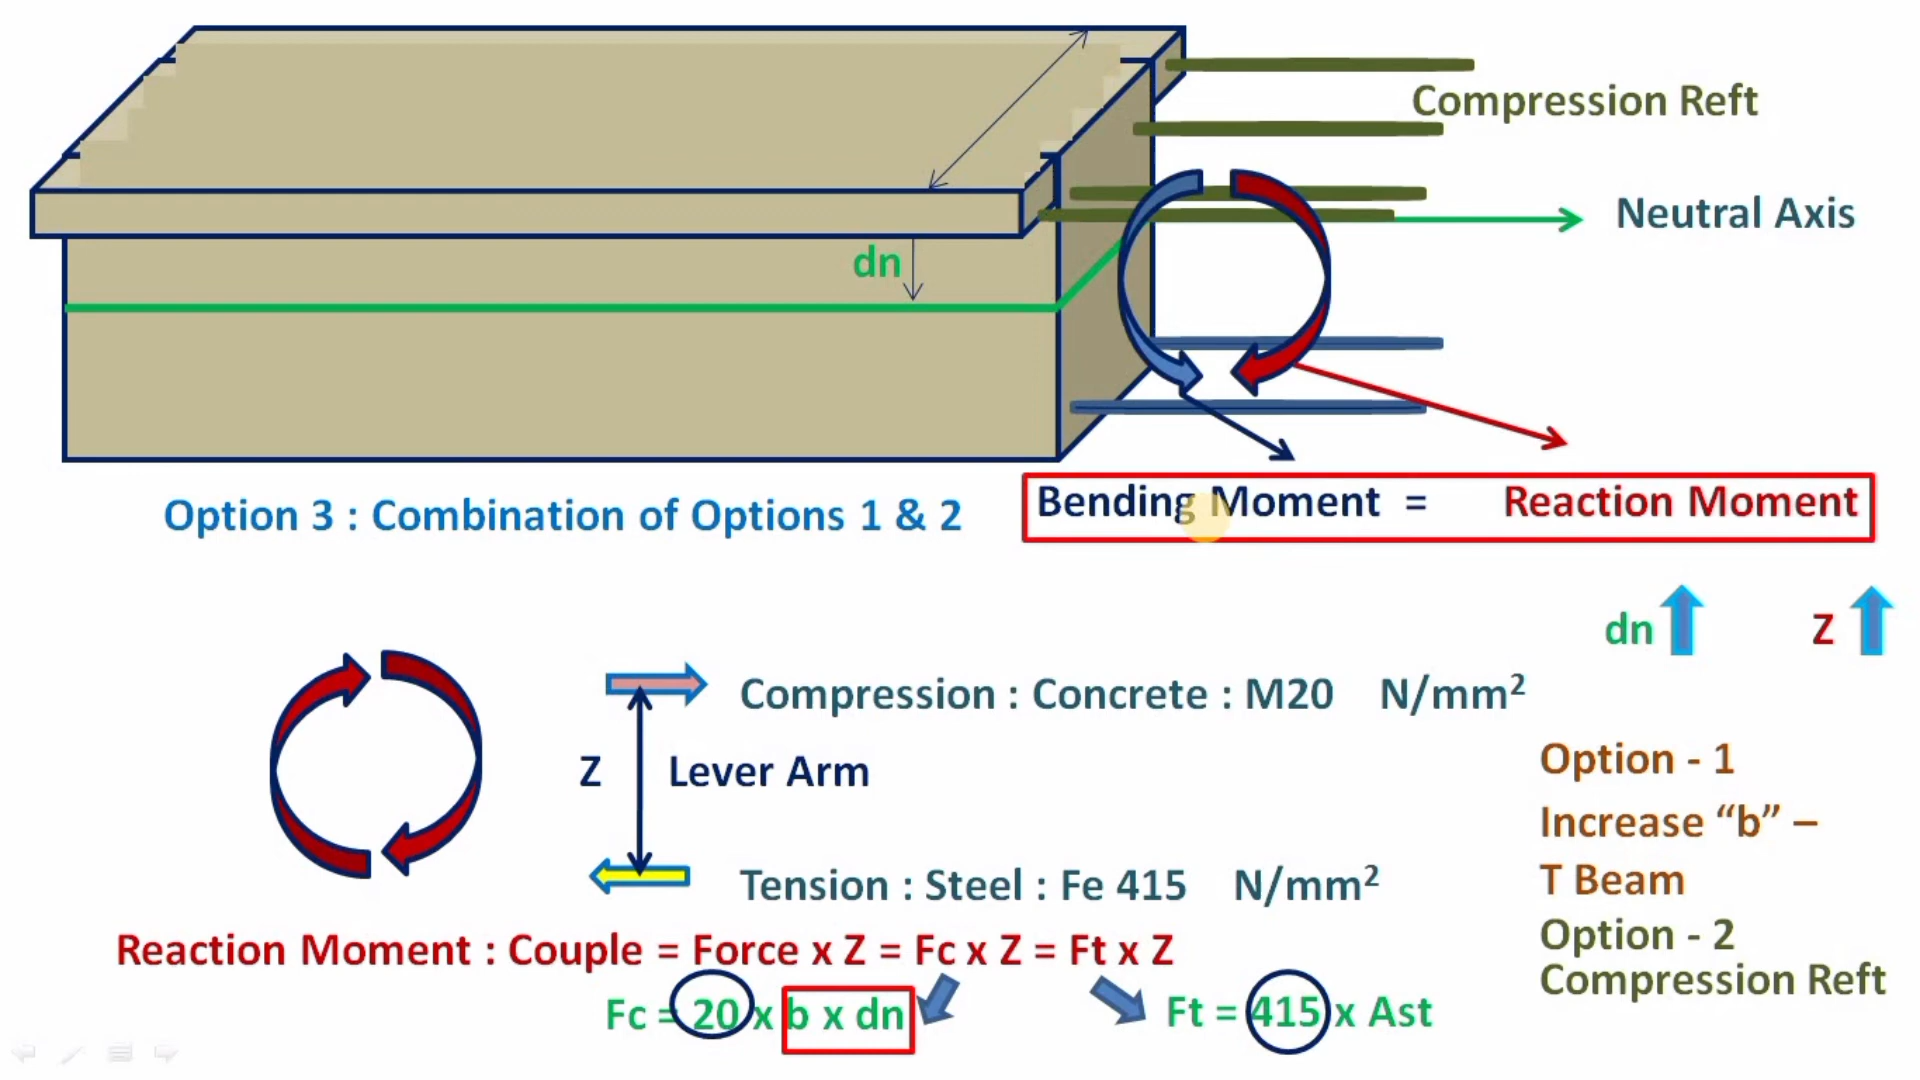 Compression Reft
Neutral Axis
dn
Option 3 : Combination of Options 1 & 2
Bending Moment = Reaction Moment
dn Z
Compression : Concrete : M20 N/mm²
Z Lever Arm
Tension : Steel : Fe 415 N/mm²
Option - 1
Increase “b” –
T Beam
Option - 2
Compression Reft
Reaction Moment : Couple = Force x Z = Fc x Z = Ft x Z
Fc = 20 x b x dn
Ft = 415 x Ast